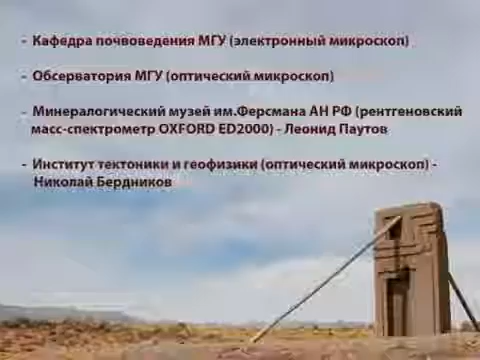 - Кафедра почвоведения МГУ (электронный микроскоп)
- Обсерватория МГУ (оптический микроскоп)
- Минералогический музей им.Ферсмана АН РФ (рентгеновский
масс-спектрометр OXFORD ED2000) - Леонид Паутов
- Институт тектоники и геофизики (оптический микроскоп) -
Николай Бердников